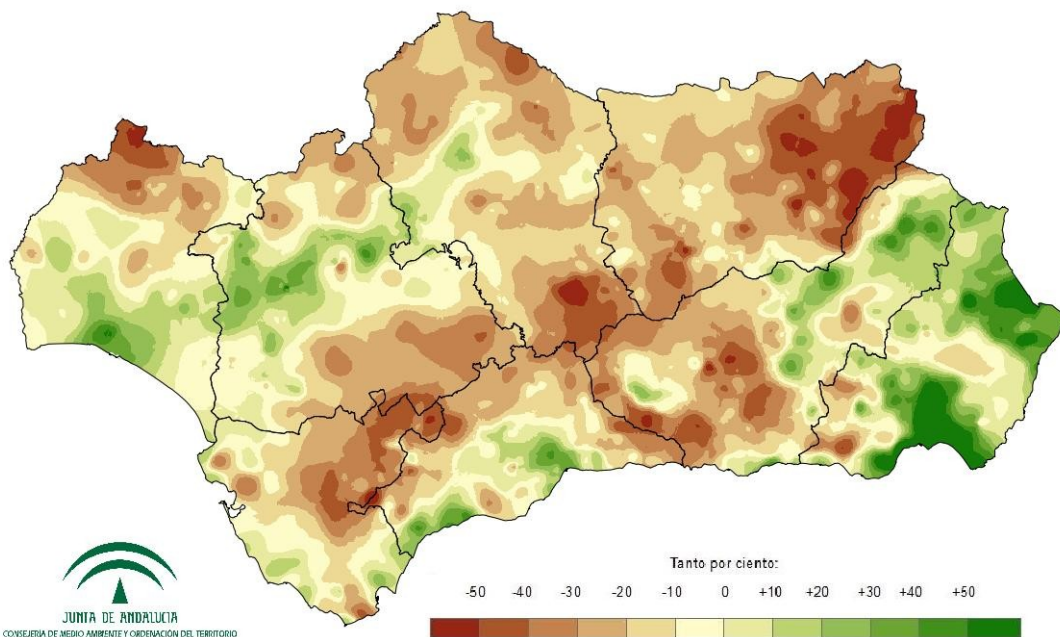 Tanto por ciento:
-50 -40 -30 -20 -10 0 +10 +20 +30 +40 +50
JUNTA DE ANDALUCIA
CONSEJERÍA DE MEDIO AMBIENTE Y ORDENACIÓN DEL TERRITORIO